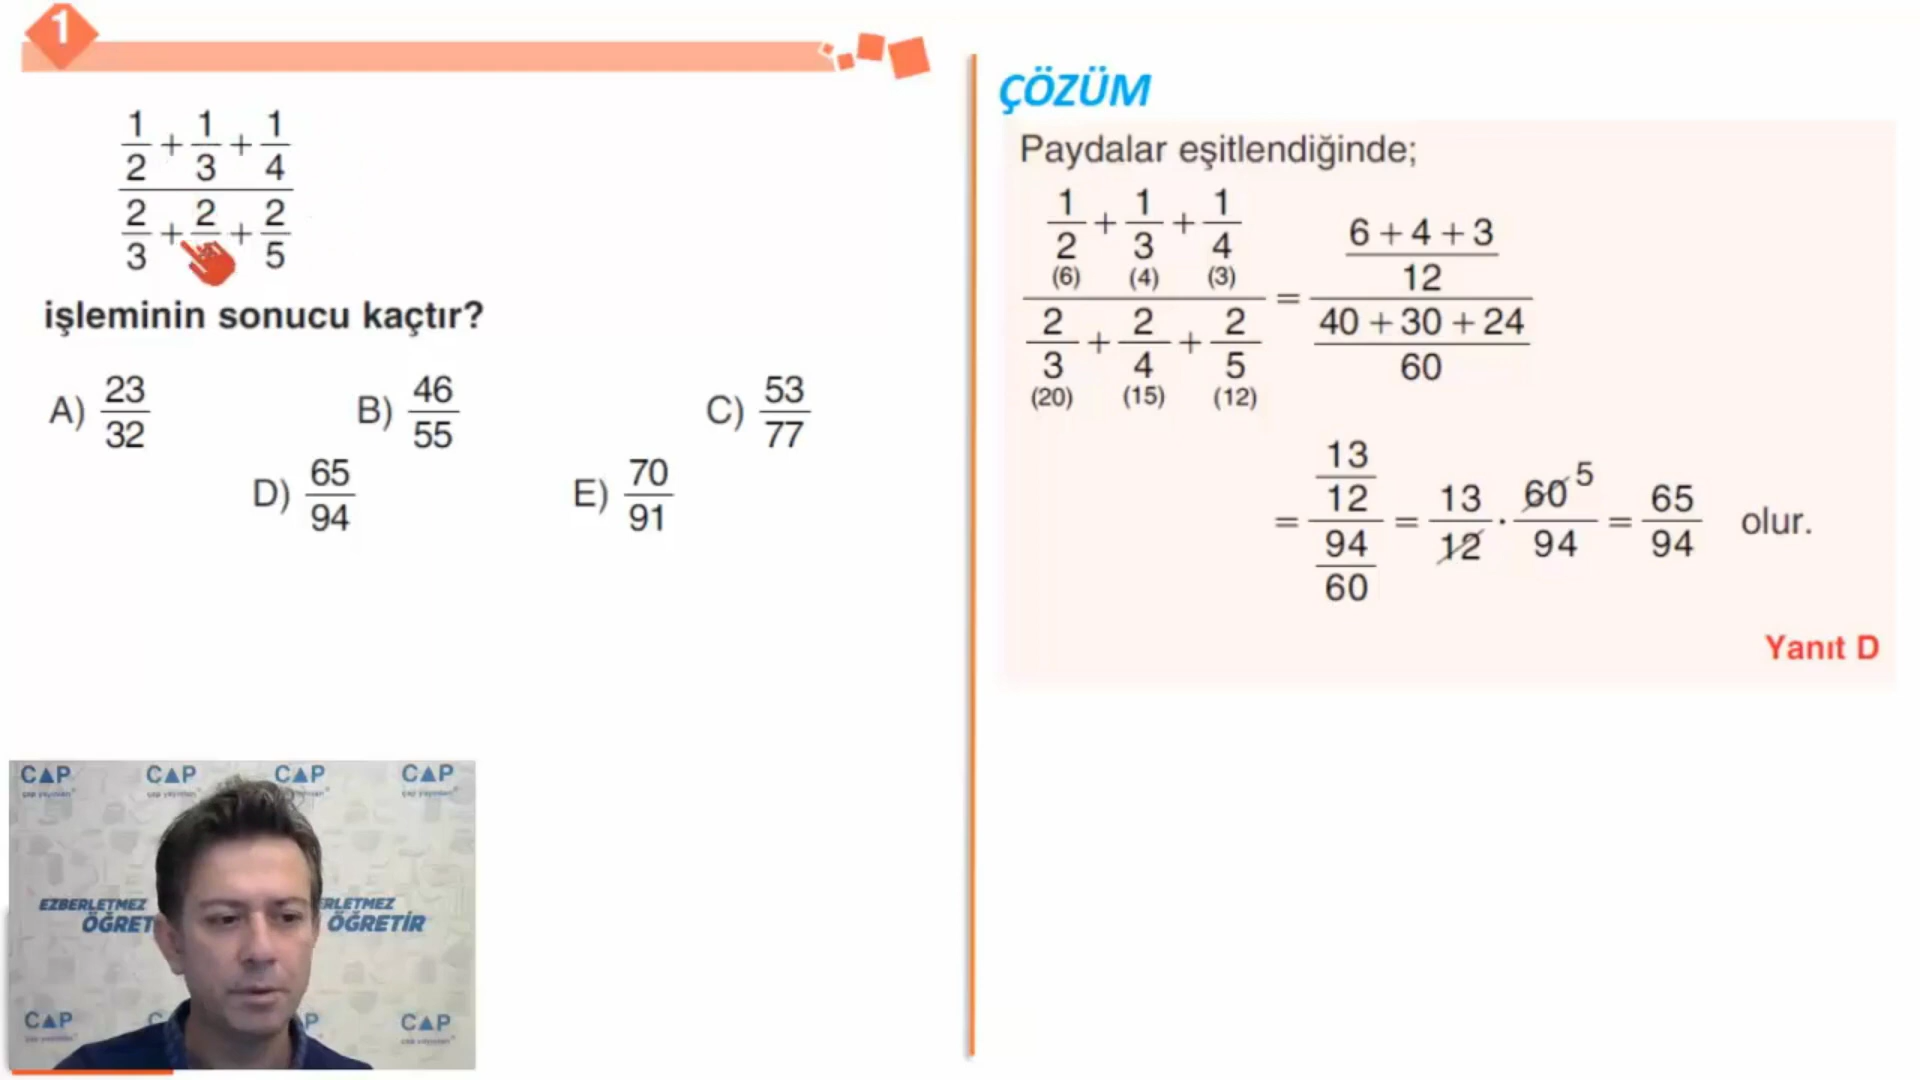 1
1/2 + 1/3 + 1/4
2/3 + 2/ + 2/5
işleminin sonucu kaçtır?
A) 23/32 B) 46/55 C) 53/77
D) 65/94 E) 70/91
ÇÖZÜM
Paydalar eşitlendiğinde;
1/2 + 1/3 + 1/4 = 6 + 4 + 3
(6) (4) (3) 12
2/3 + 2/4 + 2/5 40 + 30 + 24
(20) (15) (12) 60
= 13/12 / 94/60 = 13/12 · 60 5/94 = 65/94 olur.
Yanıt D
CAP CAP CAP CAP
çap yayınları
EZBERLETMEZ RLETMEZ
ÖĞRET ÖĞRETİR
CAP C P CAP